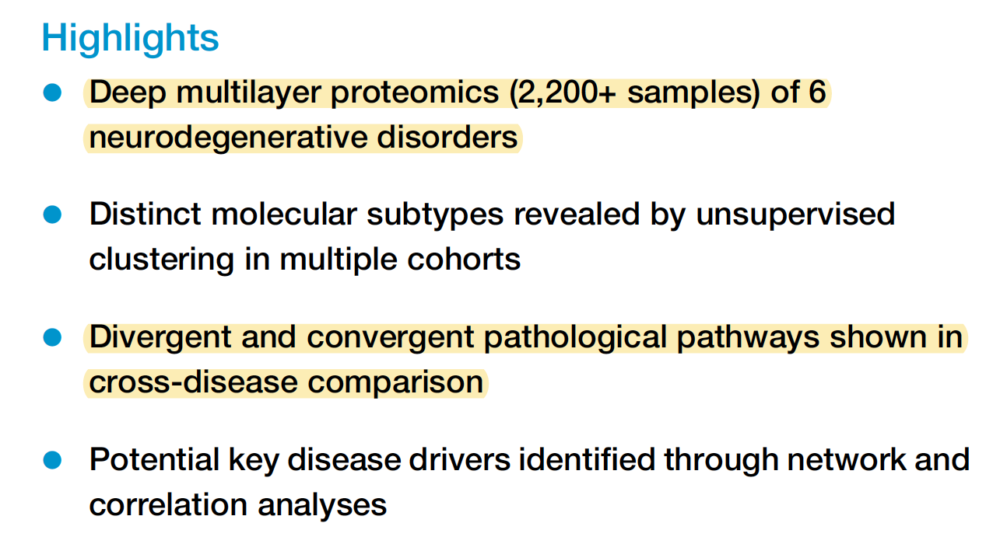 Highlights
Deep multilayer proteomics (2,200+ samples) of 6
neurodegenerative disorders
Distinct molecular subtypes revealed by unsupervised
clustering in multiple cohorts
Divergent and convergent pathological pathways shown in
cross-disease comparison
Potential key disease drivers identified through network and
correlation analyses